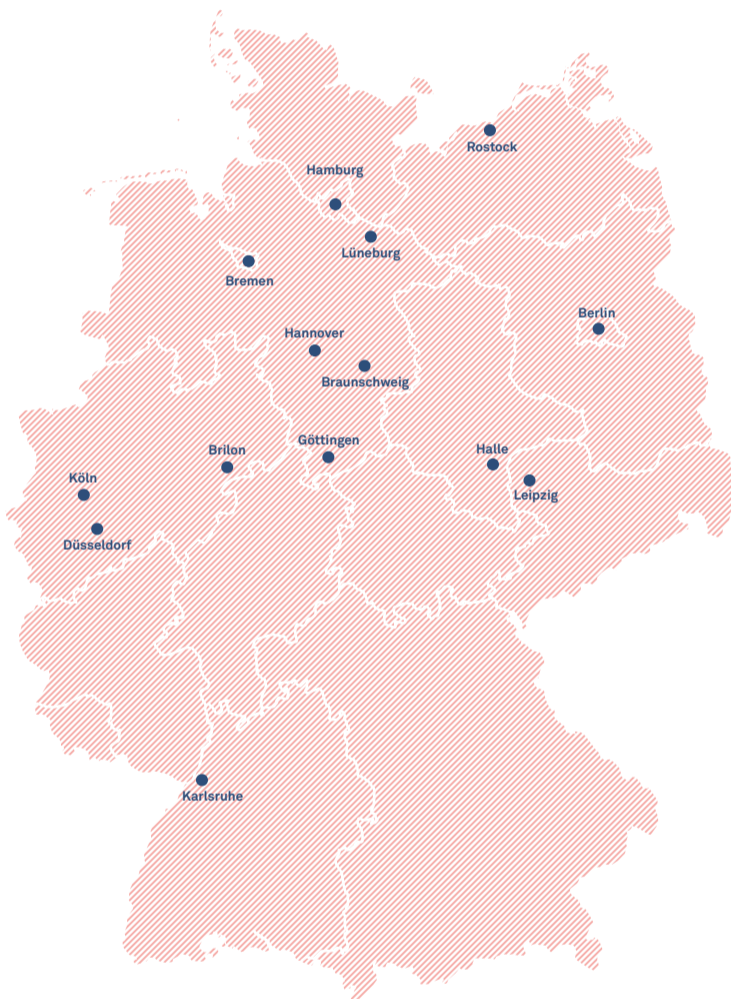 Rostock
Hamburg
Lüneburg
Bremen
Berlin
Hannover
Braunschweig
Göttingen
Brilon
Halle
Köln
Leipzig
Düsseldorf
Karlsruhe